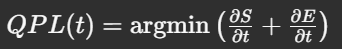 QPL(t) = argmin (∂S/∂t + ∂E/∂t)